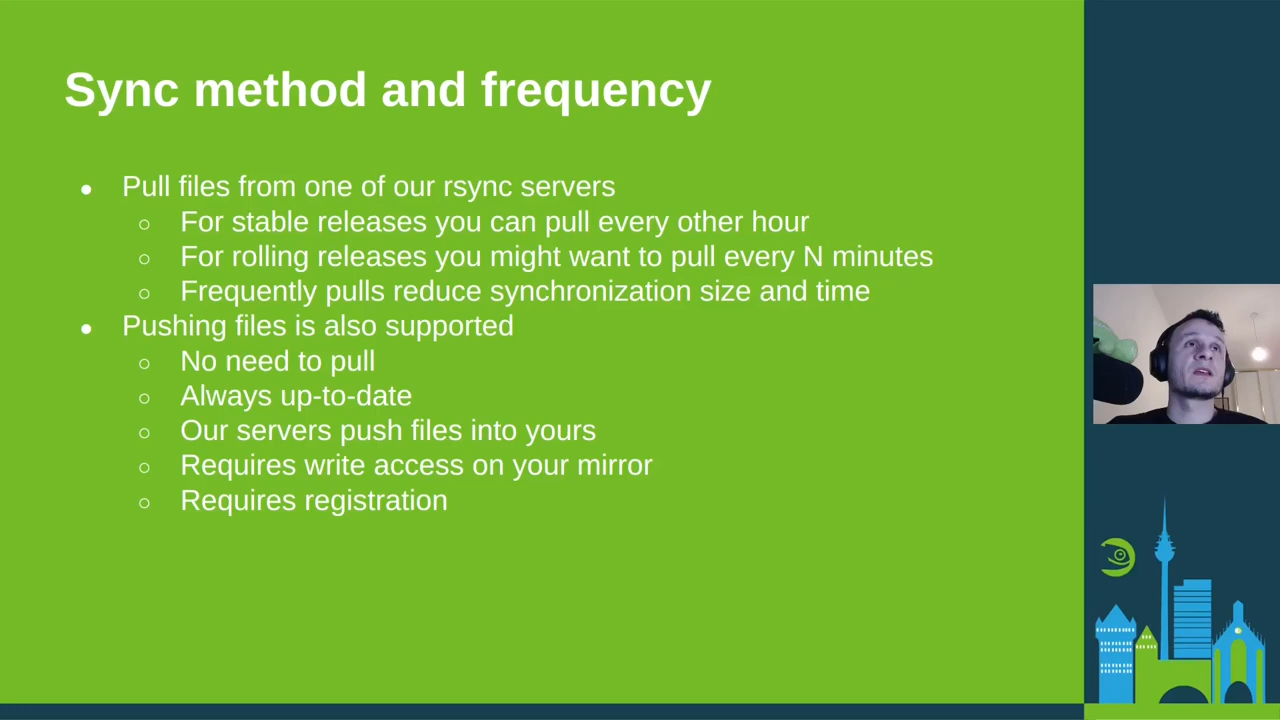 Sync method and frequency
● Pull files from one of our rsync servers
○ For stable releases you can pull every other hour
○ For rolling releases you might want to pull every N minutes
○ Frequently pulls reduce synchronization size and time
● Pushing files is also supported
○ No need to pull
○ Always up-to-date
○ Our servers push files into yours
○ Requires write access on your mirror
○ Requires registration